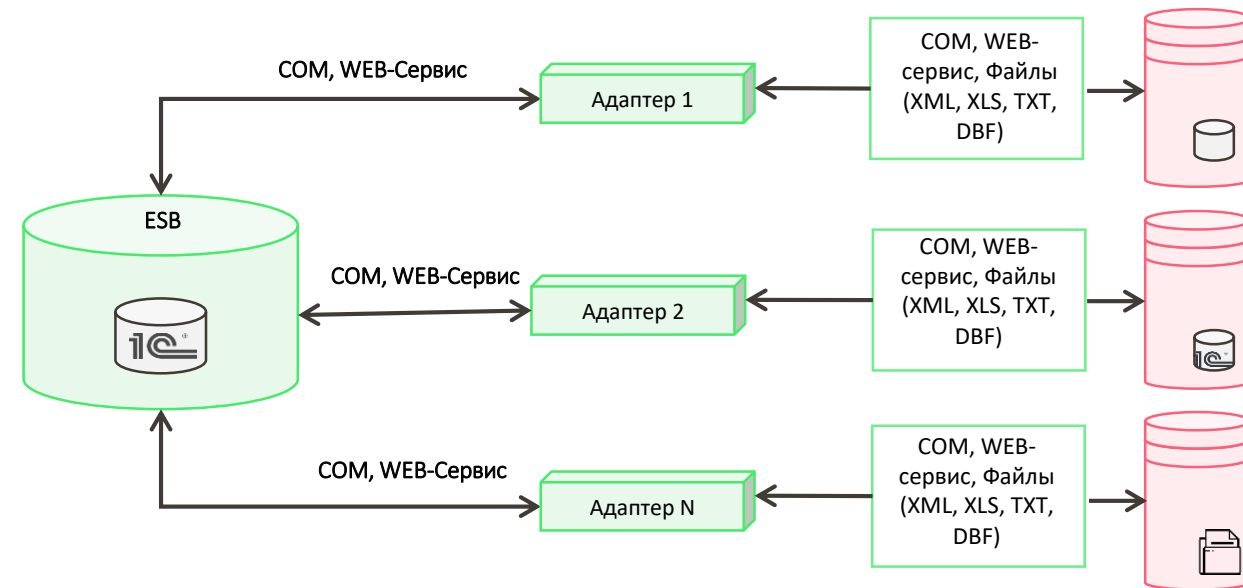 COM, WEB-Сервис
Адаптер 1
COM, WEB-
сервис, Файлы
(XML, XLS, TXT,
DBF)
ESB
1С
COM, WEB-Сервис
Адаптер 2
COM, WEB-
сервис, Файлы
(XML, XLS, TXT,
DBF)
1С
COM, WEB-Сервис
Адаптер N
COM, WEB-
сервис, Файлы
(XML, XLS, TXT,
DBF)